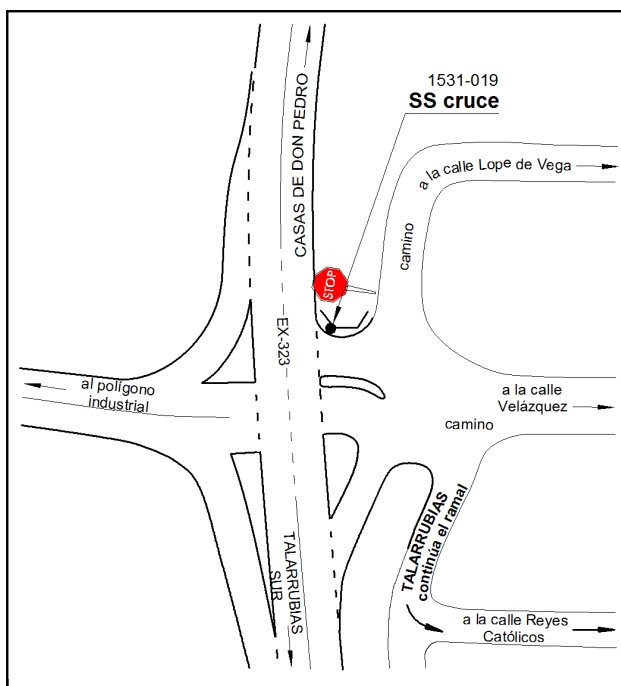 1531-019
SS cruce
CASAS DE DON PEDRO
a la calle Lope de Vega
camino
STOP
EX-323
al polígono
industrial
a la calle
Velázquez
camino
TALARRUBIAS
SUR
TALARRUBIAS
continúa el ramal
a la calle Reyes
Católicos